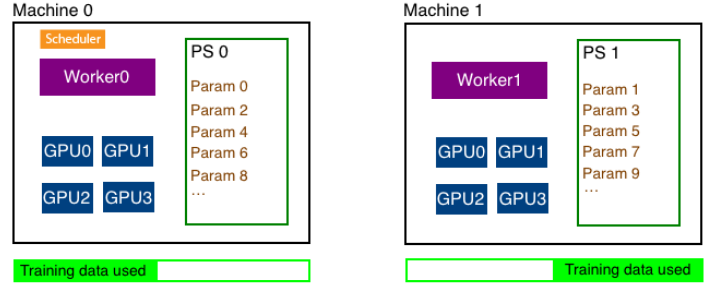 Machine 0
Scheduler
Worker0
GPU0 GPU1
GPU2 GPU3
PS 0
Param 0
Param 2
Param 4
Param 6
Param 8
...
Training data used
Machine 1
Worker1
GPU0 GPU1
GPU2 GPU3
PS 1
Param 1
Param 3
Param 5
Param 7
Param 9
...
Training data used